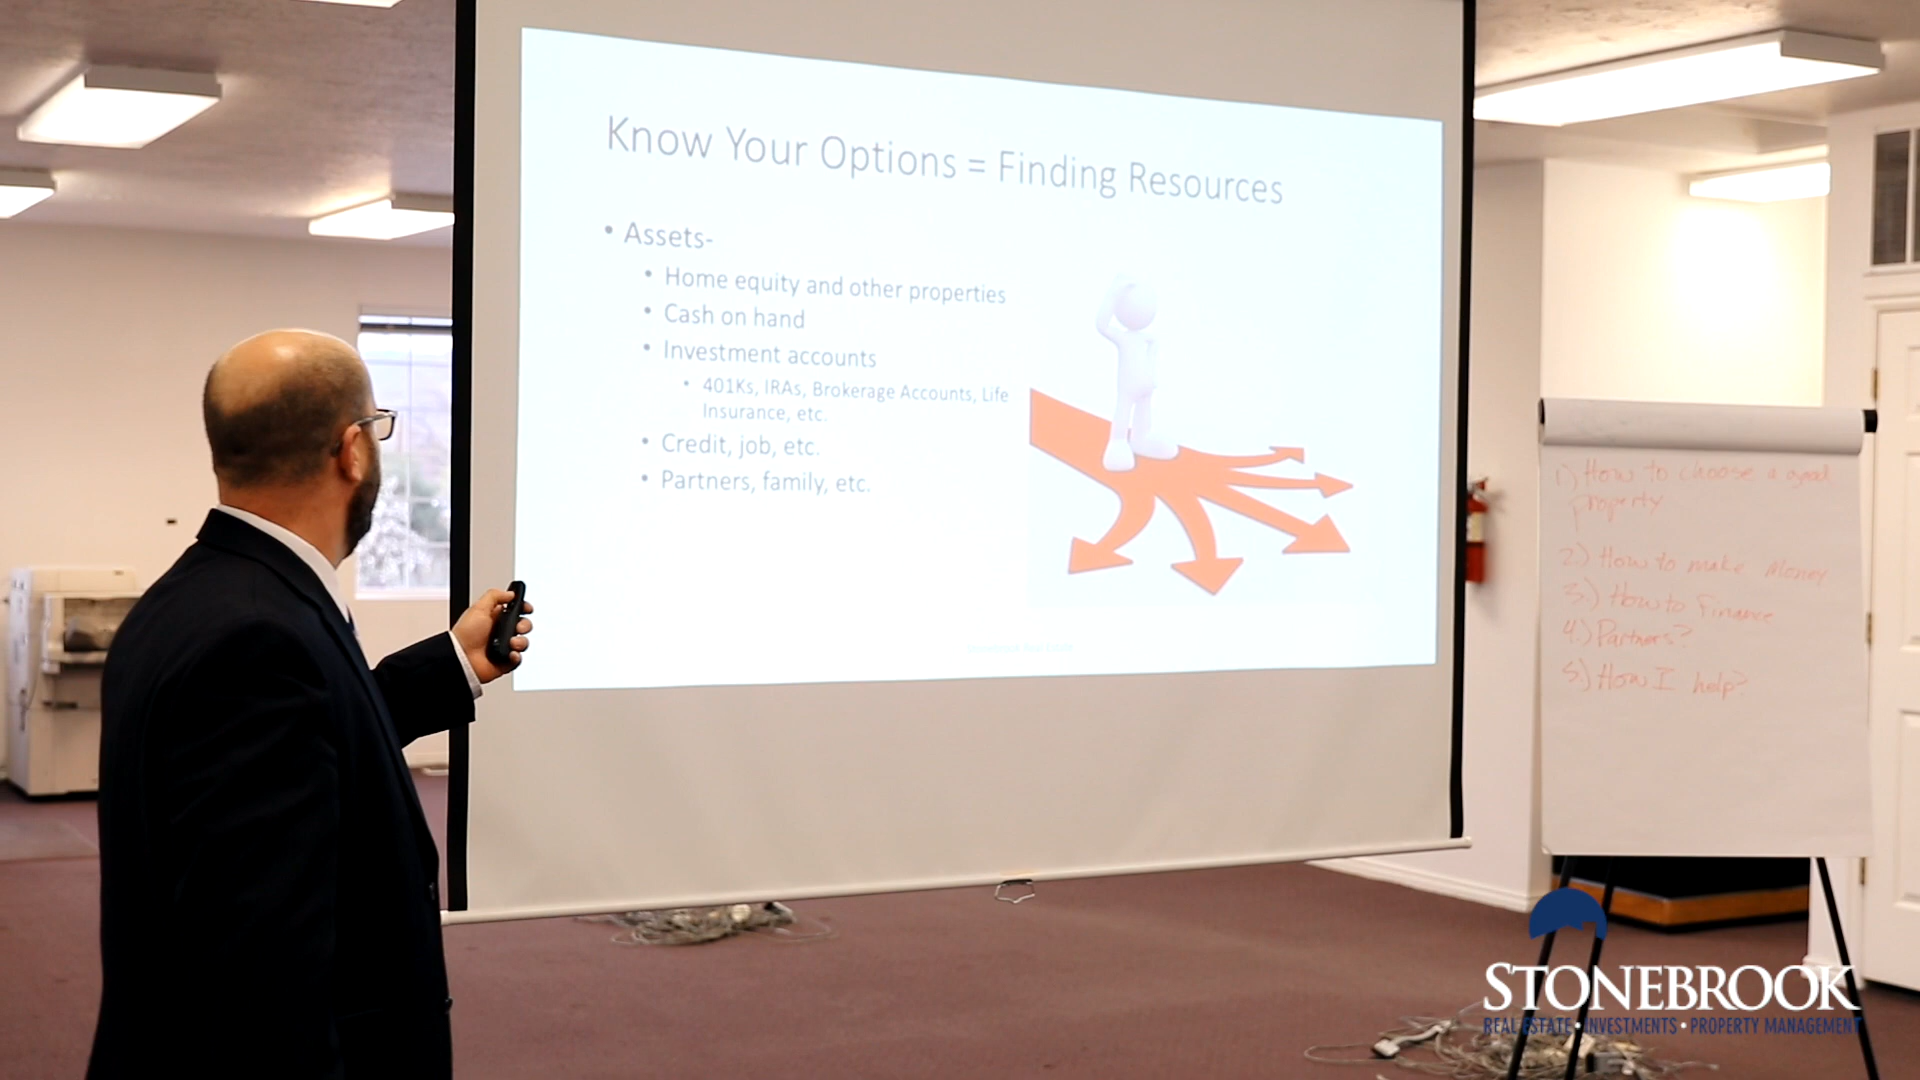 Know Your Options = Finding Resources
• Assets-
• Home equity and other properties
• Cash on hand
• Investment accounts
• 401Ks, IRAs, Brokerage Accounts, Life
Insurance, etc.
• Credit, job, etc.
• Partners, family, etc.
1) How to choose a good
property
2) How to make Money
3.) How to Finance
4.) Partners?
5.) How I help?
STONEBROOK
REAL ESTATE • INVESTMENTS • PROPERTY MANAGEMENT